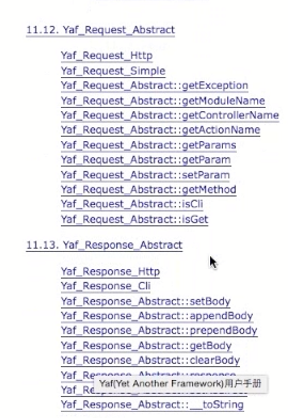 11.12. Yaf_Request_Abstract
Yaf_Request_Http
Yaf_Request_Simple
Yaf_Request_Abstract::getException
Yaf_Request_Abstract::getModuleName
Yaf_Request_Abstract::getControllerName
Yaf_Request_Abstract::getActionName
Yaf_Request_Abstract::getParams
Yaf_Request_Abstract::getParam
Yaf_Request_Abstract::setParam
Yaf_Request_Abstract::getMethod
Yaf_Request_Abstract::isCli
Yaf_Request_Abstract::isGet
11.13. Yaf_Response_Abstract
Yaf_Response_Http
Yaf_Response_Cli
Yaf_Response_Abstract::setBody
Yaf_Response_Abstract::appendBody
Yaf_Response_Abstract::prependBody
Yaf_Response_Abstract::getBody
Yaf_Response_Abstract::clearBody
Yaf_Response_Abstract::response
Yaf(Yet Another Framework)用户手册
Yaf_Response_Abstract::__toString